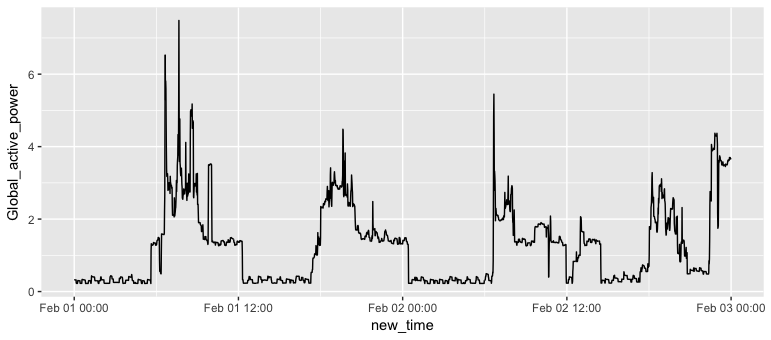 Global_active_power
6
4
2
0
Feb 01 00:00
Feb 01 12:00
Feb 02 00:00
Feb 02 12:00
Feb 03 00:00
new_time